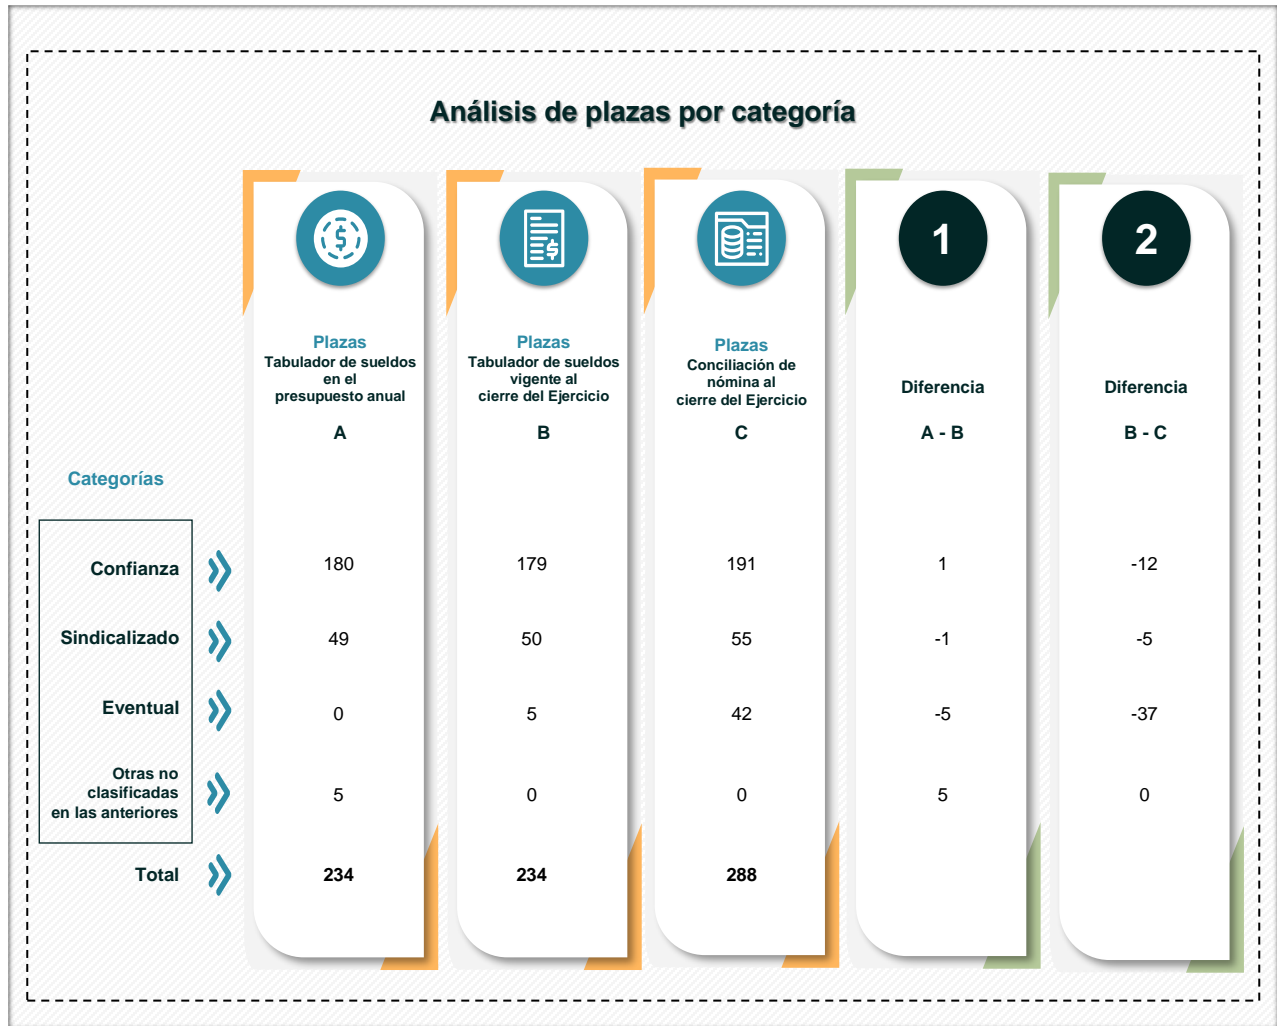 Análisis de plazas por categoría
Plazas
Tabulador de sueldos
en el
presupuesto anual
A
Plazas
Tabulador de sueldos
vigente al
cierre del Ejercicio
B
Plazas
Conciliación de
nómina al
cierre del Ejercicio
C
1
Diferencia
A - B
2
Diferencia
B - C
Categorías
Confianza 180 179 191 1 -12
Sindicalizado 49 50 55 -1 -5
Eventual 0 5 42 -5 -37
Otras no
clasificadas
en las anteriores 5 0 0 5 0
Total 234 234 288